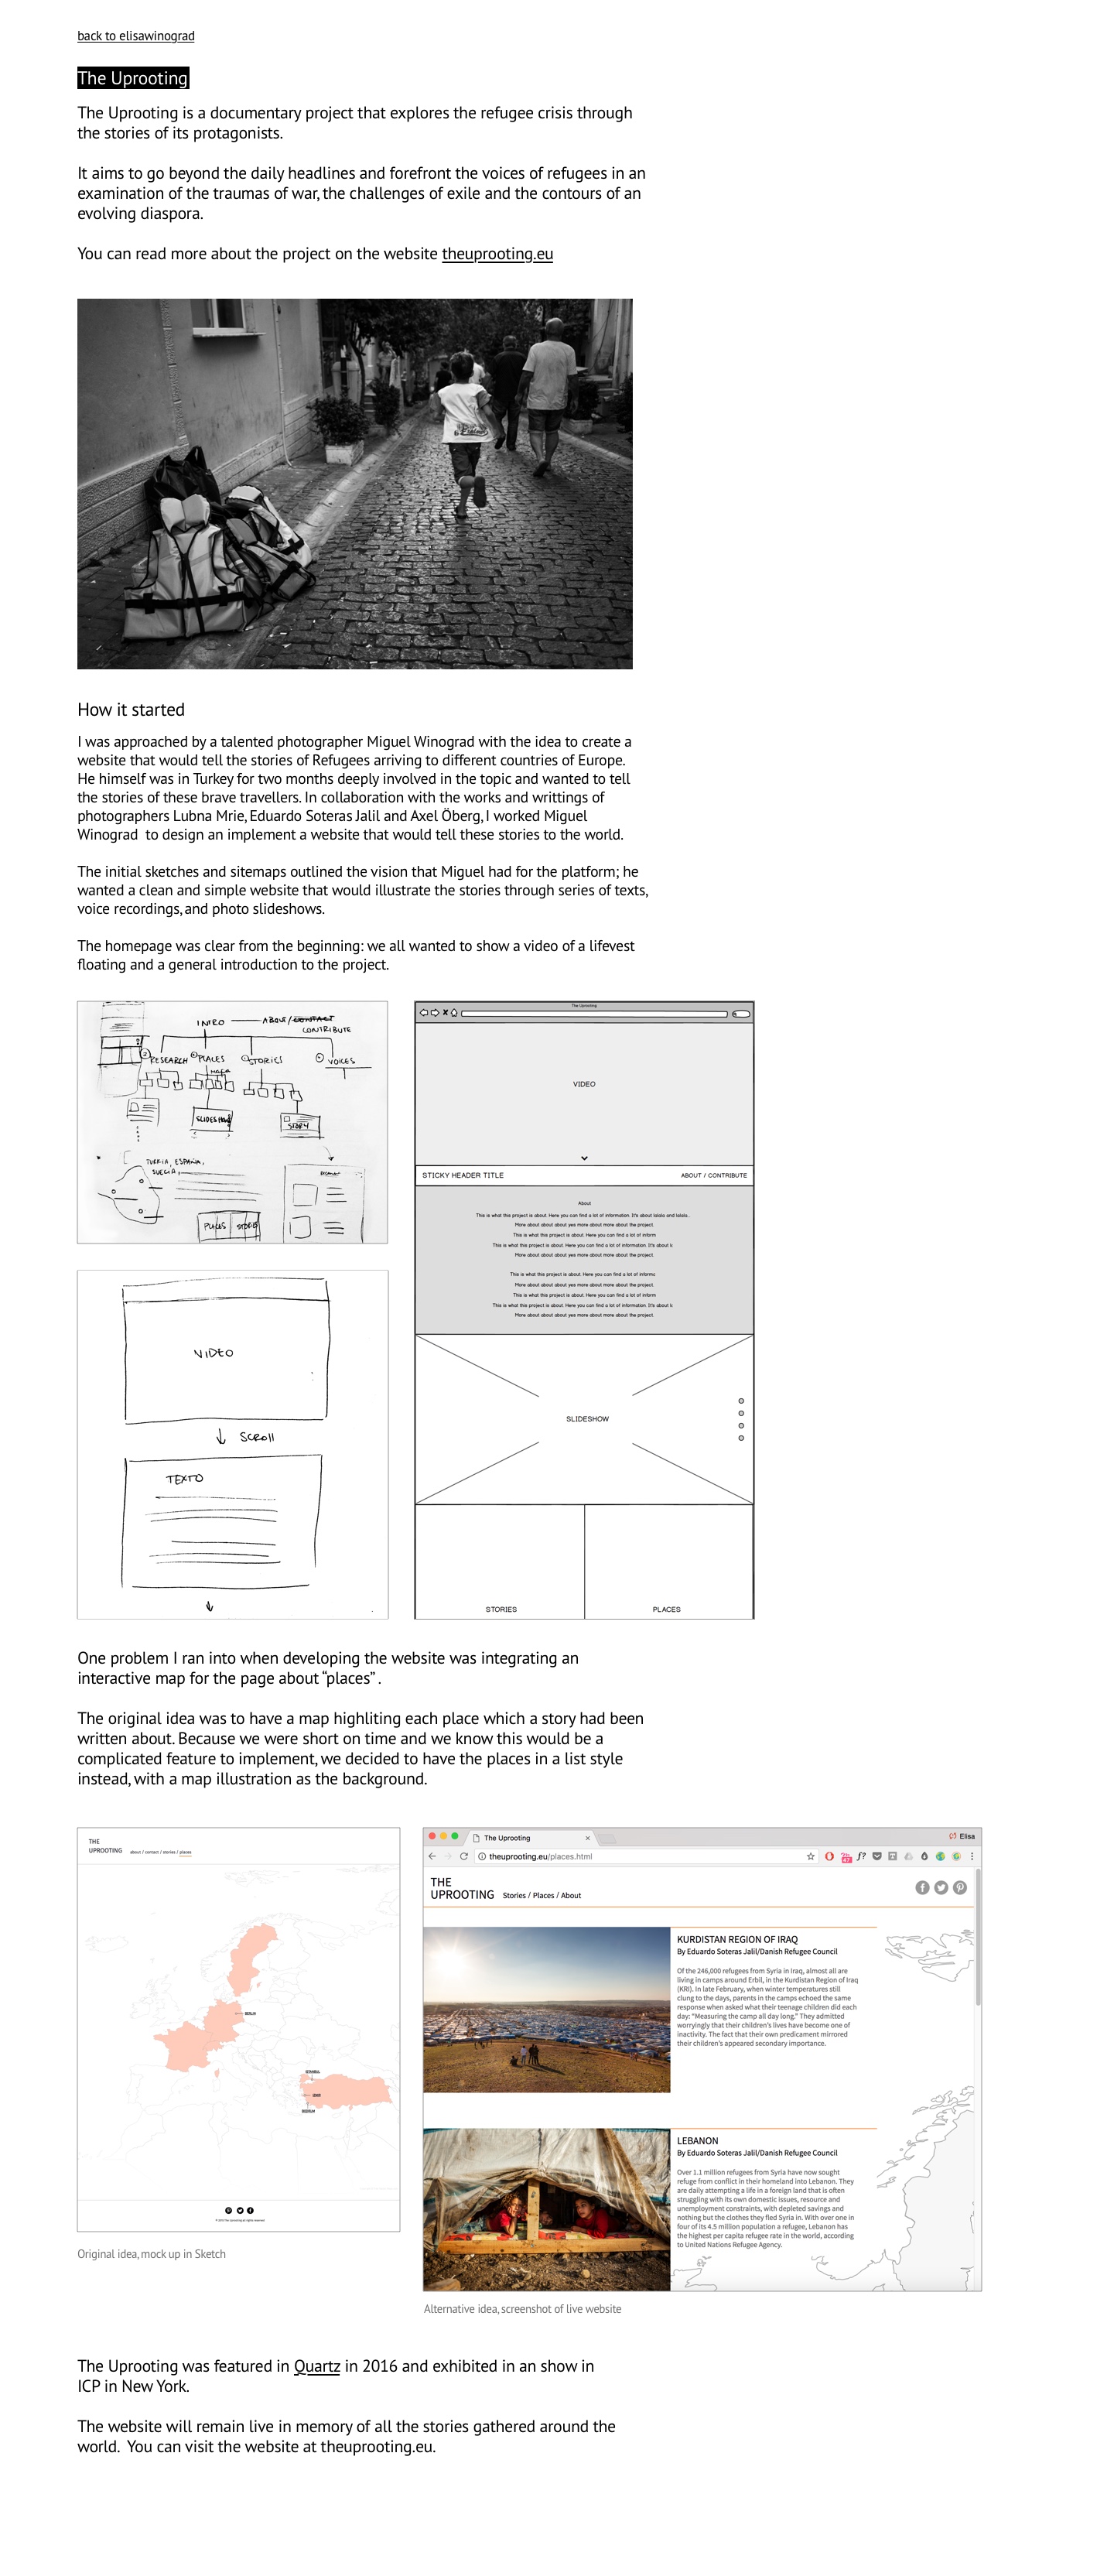 back to elisawinograd
The Uprooting
The Uprooting is a documentary project that explores the refugee crisis through
the stories of its protagonists.
It aims to go beyond the daily headlines and forefront the voices of refugees in an
examination of the traumas of war, the challenges of exile and the contours of an
evolving diaspora.
You can read more about the project on the website theuprooting.eu
How it started
I was approached by a talented photographer Miguel Winograd with the idea to create a
website that would tell the stories of Refugees arriving to different countries of Europe.
He himself was in Turkey for two months deeply involved in the topic and wanted to tell
the stories of these brave travellers. In collaboration with the works and writtings of
photographers Lubna Mrie, Eduardo Soteras Jalil and Axel Öberg, I worked Miguel
Winograd  to design an implement a website that would tell these stories to the world.
The initial sketches and sitemaps outlined the vision that Miguel had for the platform; he
wanted a clean and simple website that would illustrate the stories through series of texts,
voice recordings, and photo slideshows.
The homepage was clear from the beginning: we all wanted to show a video of a lifevest
floating and a general introduction to the project.
INTRO ABOUT/CONTACT
CONTRIBUTE
RESEARCH PLACES STORIES VOICES
SLIDESHOW
STORY
TURKIA, ESPAÑA,
SUECIA,
PLACES STORIES
VIDEO
SCROLL
TEXTO
The Uprooting
VIDEO
STICKY HEADER TITLE ABOUT / CONTRIBUTE
About
This is what this project is about. Here you can find a lot of information. It's about lalala and lalala..
More about about about yes more about more about the project.
This is what this project is about. Here you can find a lot of inform
This is what this project is about. Here you can find a lot of information. It's about lc
More about about about yes more about more about the project.
This is what this project is about. Here you can find a lot of informa
More about about about yes more about more about the project.
This is what this project is about. Here you can find a lot of inform
This is what this project is about. Here you can find a lot of information. It's about lc
More about about about yes more about more about the project.
SLIDESHOW
STORIES PLACES
One problem I ran into when developing the website was integrating an
interactive map for the page about “places” .
The original idea was to have a map highliting each place which a story had been
written about. Because we were short on time and we know this would be a
complicated feature to implement, we decided to have the places in a list style
instead, with a map illustration as the background.
THE
UPROOTING about / contact / stories / places
BERLIN
ISTANBUL
IZMIR
BODRUM
Original idea, mock up in Sketch
The Uprooting Elisa
theuprooting.eu/places.html
THE
UPROOTING Stories / Places / About
KURDISTAN REGION OF IRAQ
By Eduardo Soteras Jalil/Danish Refugee Council
Of the 246,000 refugees from Syria in Iraq, almost all are
living in camps around Erbil, in the Kurdistan Region of Iraq
(KRI). In late February, when winter temperatures still
clung to the days, parents in the camps echoed the same
response when asked what their teenage children did each
day: “Measuring the camp all day long.” They admitted
worryingly that their children’s lives have become one of
inactivity. The fact that their own predicament mirrored
their children’s appeared secondary importance.
LEBANON
By Eduardo Soteras Jalil/Danish Refugee Council
Over 1.1 million refugees from Syria have now sought
refuge from conflict in their homeland into Lebanon. They
are daily attempting a life in a foreign land that is often
struggling with its own domestic issues, resource and
unemployment constraints, with depleted savings and
nothing but the clothes they fled Syria in. With over one in
four of its 4.5 million population a refugee, Lebanon has
the highest per capita refugee rate in the world, according
to United Nations Refugee Agency.
Alternative idea, screenshot of live website
The Uprooting was featured in Quartz in 2016 and exhibited in an show in
ICP in New York.
The website will remain live in memory of all the stories gathered around the
world.  You can visit the website at theuprooting.eu.